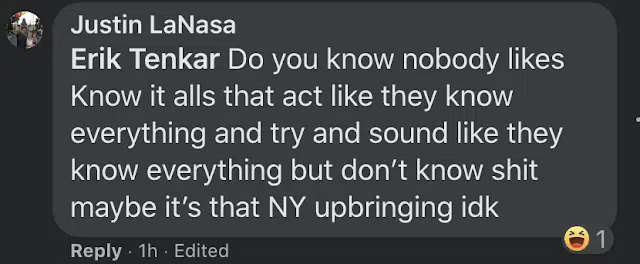 Justin LaNasa
Erik Tenkar Do you know nobody likes
Know it alls that act like they know
everything and try and sound like they
know everything but don't know shit
maybe it's that NY upbringing idk
1
Reply · 1h · Edited